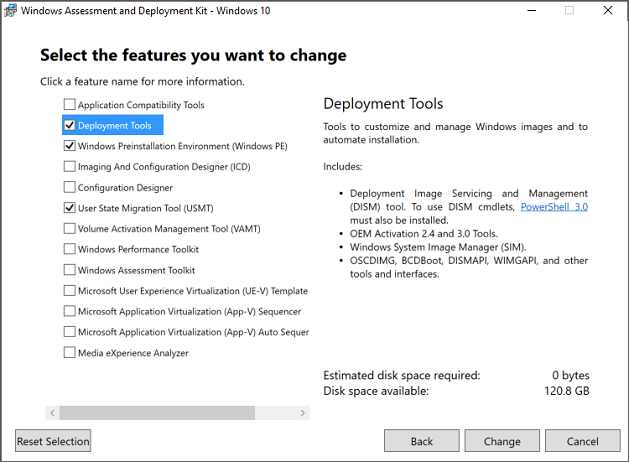 Windows Assessment and Deployment Kit - Windows 10
Select the features you want to change
Click a feature name for more information.
Application Compatibility Tools
Deployment Tools
Windows Preinstallation Environment (Windows PE)
Imaging And Configuration Designer (ICD)
Configuration Designer
User State Migration Tool (USMT)
Volume Activation Management Tool (VAMT)
Windows Performance Toolkit
Windows Assessment Toolkit
Microsoft User Experience Virtualization (UE-V) Template
Microsoft Application Virtualization (App-V) Sequencer
Microsoft Application Virtualization (App-V) Auto Sequer
Media eXperience Analyzer
Deployment Tools
Tools to customize and manage Windows images and to
automate installation.
Includes:
• Deployment Image Servicing and Management
(DISM) tool. To use DISM cmdlets, PowerShell 3.0
must also be installed.
• OEM Activation 2.4 and 3.0 Tools.
• Windows System Image Manager (SIM).
• OSCDIMG, BCDBoot, DISMAPI, WIMGAPI, and other
tools and interfaces.
Estimated disk space required: 0 bytes
Disk space available: 120.8 GB
Reset Selection
Back
Change
Cancel